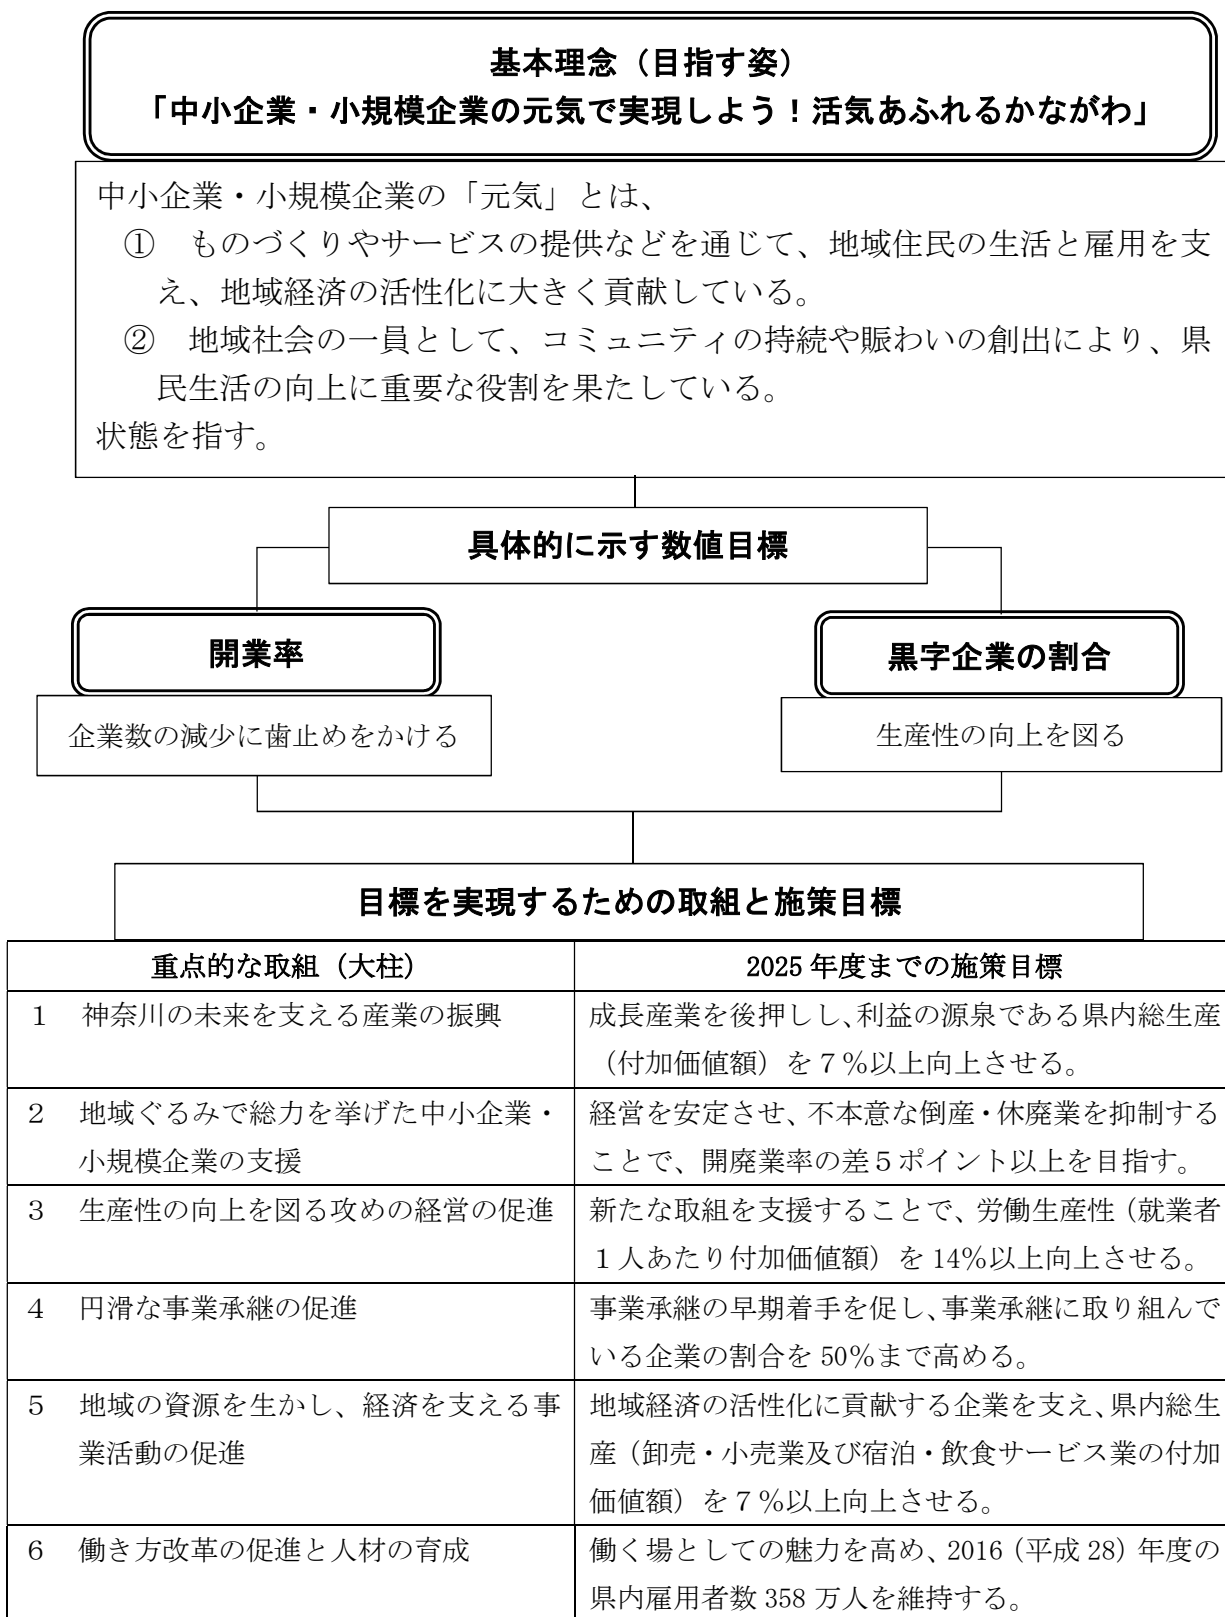 基本理念（目指す姿）
「中小企業・小規模企業の元気で実現しよう！活気あふれるかながわ」
中小企業・小規模企業の「元気」とは、
①　ものづくりやサービスの提供などを通じて、地域住民の生活と雇用を支
え、地域経済の活性化に大きく貢献している。
②　地域社会の一員として、コミュニティの持続や賑わいの創出により、県
民生活の向上に重要な役割を果たしている。
状態を指す。
具体的に示す数値目標
開業率
黒字企業の割合
企業数の減少に歯止めをかける
生産性の向上を図る
目標を実現するための取組と施策目標
重点的な取組（大柱）
2025 年度までの施策目標
１　神奈川の未来を支える産業の振興
成長産業を後押しし、利益の源泉である県内総生産
（付加価値額）を７％以上向上させる。
２　地域ぐるみで総力を挙げた中小企業・
小規模企業の支援
経営を安定させ、不本意な倒産・休廃業を抑制する
ことで、開廃業率の差５ポイント以上を目指す。
３　生産性の向上を図る攻めの経営の促進
新たな取組を支援することで、労働生産性（就業者
１人あたり付加価値額）を 14％以上向上させる。
４　円滑な事業承継の促進
事業承継の早期着手を促し、事業承継に取り組んで
いる企業の割合を 50％まで高める。
５　地域の資源を生かし、経済を支える事
業活動の促進
地域経済の活性化に貢献する企業を支え、県内総生
産（卸売・小売業及び宿泊・飲食サービス業の付加
価値額）を７％以上向上させる。
６　働き方改革の促進と人材の育成
働く場としての魅力を高め、2016（平成 28）年度の
県内雇用者数 358 万人を維持する。